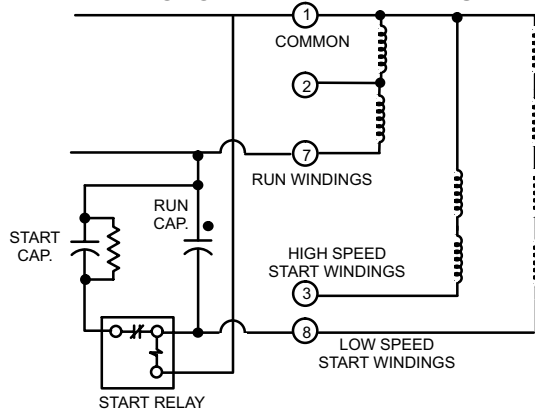 1
COMMON
2
7
RUN WINDINGS
RUN
CAP.
START
CAP.
HIGH SPEED
START WINDINGS
3
8
LOW SPEED
START WINDINGS
START RELAY